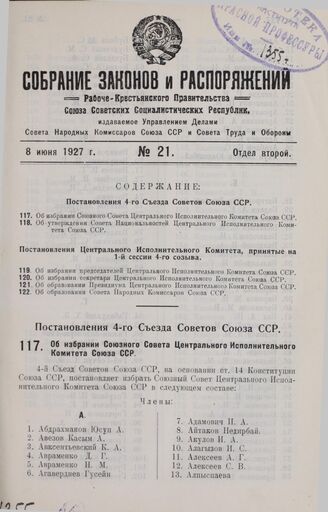 СОБРАНИЕ ЗАКОНОВ и РАСПОРЯЖЕНИЙ
Рабоче-Крестьянского Правительства
Союза Советских Социалистических Республик,
издаваемое Управлением Делами
Совета Народных Комиссаров Союза ССР и Совета Труда и Обороны
8 июня 1927 г. № 21. Отдел второй.
СОДЕРЖАНИЕ:
Постановления 4-го Съезда Советов Союза ССР.
117. Об избрании Союзного Совета Центрального Исполнительного Комитета Союза ССР.
118. Об утверждении Совета Национальностей Центрального Исполнительного Коми-
тета Союза ССР.
Постановления Центрального Исполнительного Комитета, принятые на
1-й сессии 4-го созыва.
119. Об избрании председателей Центрального Исполнительного Комитета Союза ССР.
120. Об избрании секретаря Центрального Исполнительного Комитета Союза ССР.
121. Об образовании Президиума Центрального Исполнительного Комитета Союза ССР.
122. Об образовании Совета Народных Комиссаров Союза ССР.
Постановления 4-го Съезда Советов Союза ССР.
117. Об избрании Союзного Совета Центрального Исполнительного
Комитета Союза ССР.
4-й Съезд Советов Союза ССР, на основании ст. 14 Конституции
Союза ССР, постановляет избрать Союзный Совет Центрального Испол-
нительного Комитета Союза ССР в следующем составе:
Члены:
А.
1. Абдрахманов Юсуп А.
2. Авезов Касым А.
3. Авксентьевский К. А.
4. Авраменко Д. Г.
5. Авраменко П. М.
6. Агавердиев Гусейн
7. Адамович И. А.
8. Айтаков Недирбай.
9. Акулов И. А.
10. Алагызов И. С.
11. Алексеев А. Г.
12. Алексеев С. В.
13. Алпыспаева